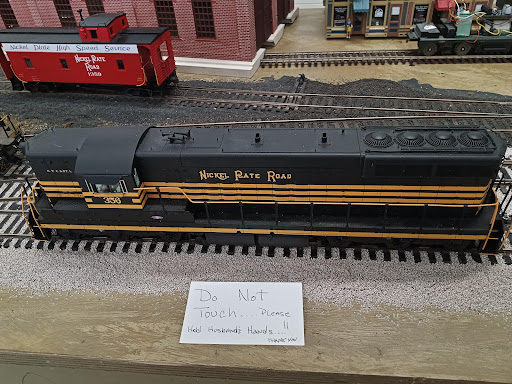 Nickel Plate High Speed Service
Nickel Plate
Road
1350
Nickel Plate Road
358
Do Not
Touch.... Please
Hold Husband's Hands...!!